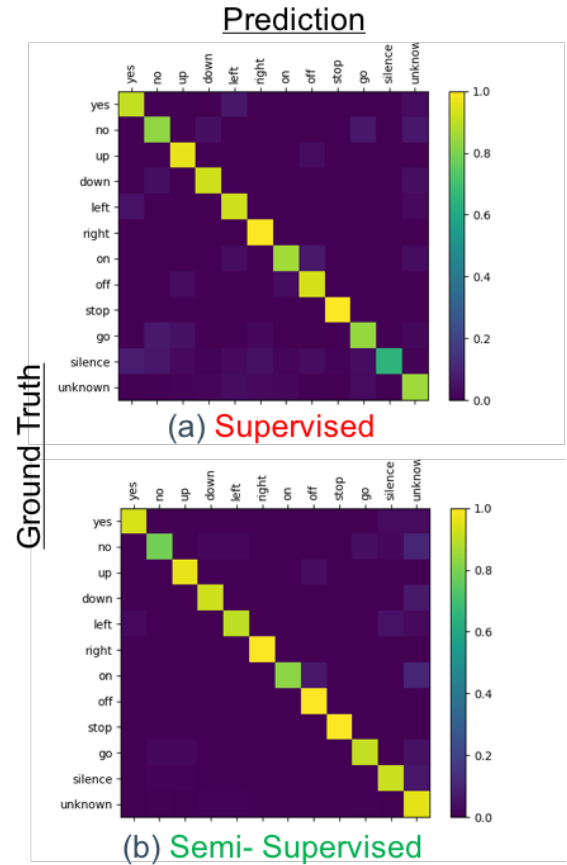 Prediction
yes no up down left right on off stop go silence unknown
yes
no
up
down
left
right
on
off
stop
go
silence
unknown
1.0
0.8
0.6
0.4
0.2
0.0
(a) Supervised
Ground Truth
yes no up down left right on off stop go silence unknow
yes
no
up
down
left
right
on
off
stop
go
silence
unknown
1.0
0.8
0.6
0.4
0.2
0.0
(b) Semi- Supervised